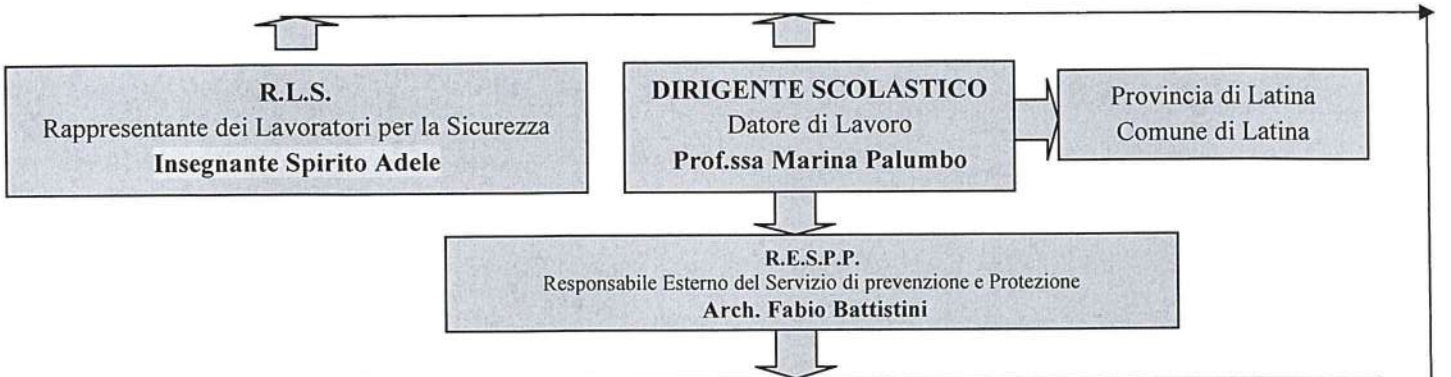 R.L.S.
Rappresentante dei Lavoratori per la Sicurezza
Insegnante Spirito Adele
DIRIGENTE SCOLASTICO
Datore di Lavoro
Prof.ssa Marina Palumbo
Provincia di Latina
Comune di Latina
R.E.S.P.P.
Responsabile Esterno del Servizio di prevenzione e Protezione
Arch. Fabio Battistini